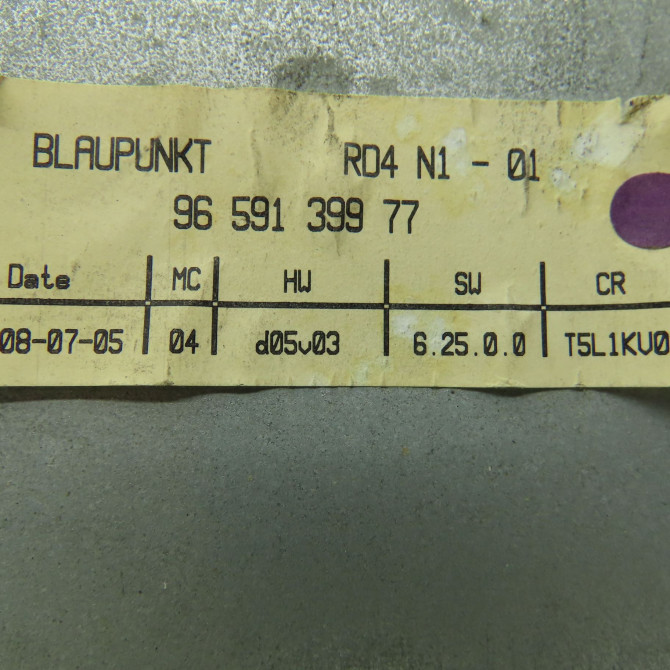 BLAUPUNKT RD4 N1 - 01
96 591 399 77
Date MC HW SW CR
08-07-05 04 d05v03 6.25.0.0 T5L1KV0